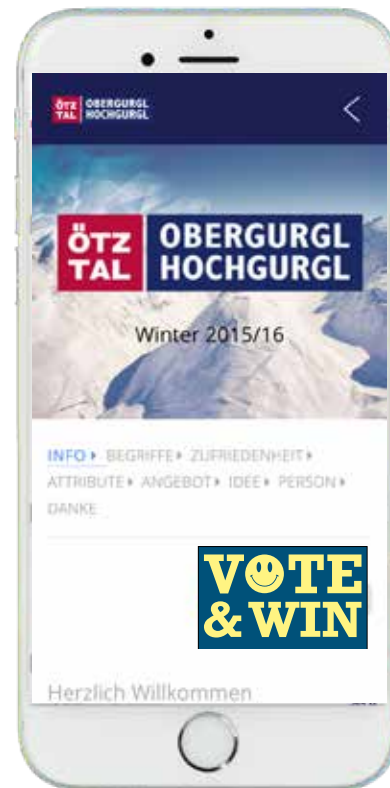 ÖTZ OBERGURGL
TAL HOCHGURGL
ÖTZ OBERGURGL
TAL HOCHGURGL
Winter 2015/16
INFO▸ BEGRIFFE▸ ZUFRIEDENHEIT▸
ATTRIBUTE▸ ANGEBOT▸ IDEE▸ PERSON▸
DANKE
VOTE
& WIN
Herzlich Willkommen